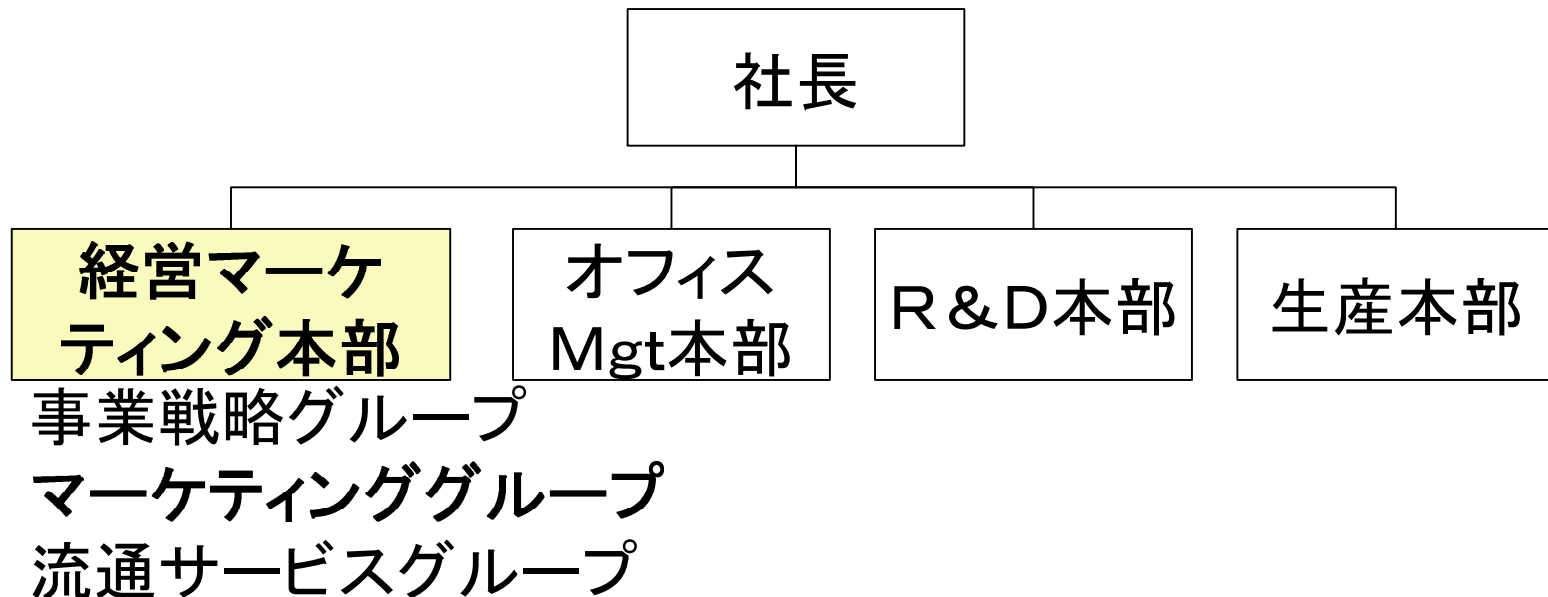 社長
経営マーケ
ティング本部
オフィス
Mgt本部
R&D本部
生産本部
事業戦略グループ
マーケティンググループ
流通サービスグループ